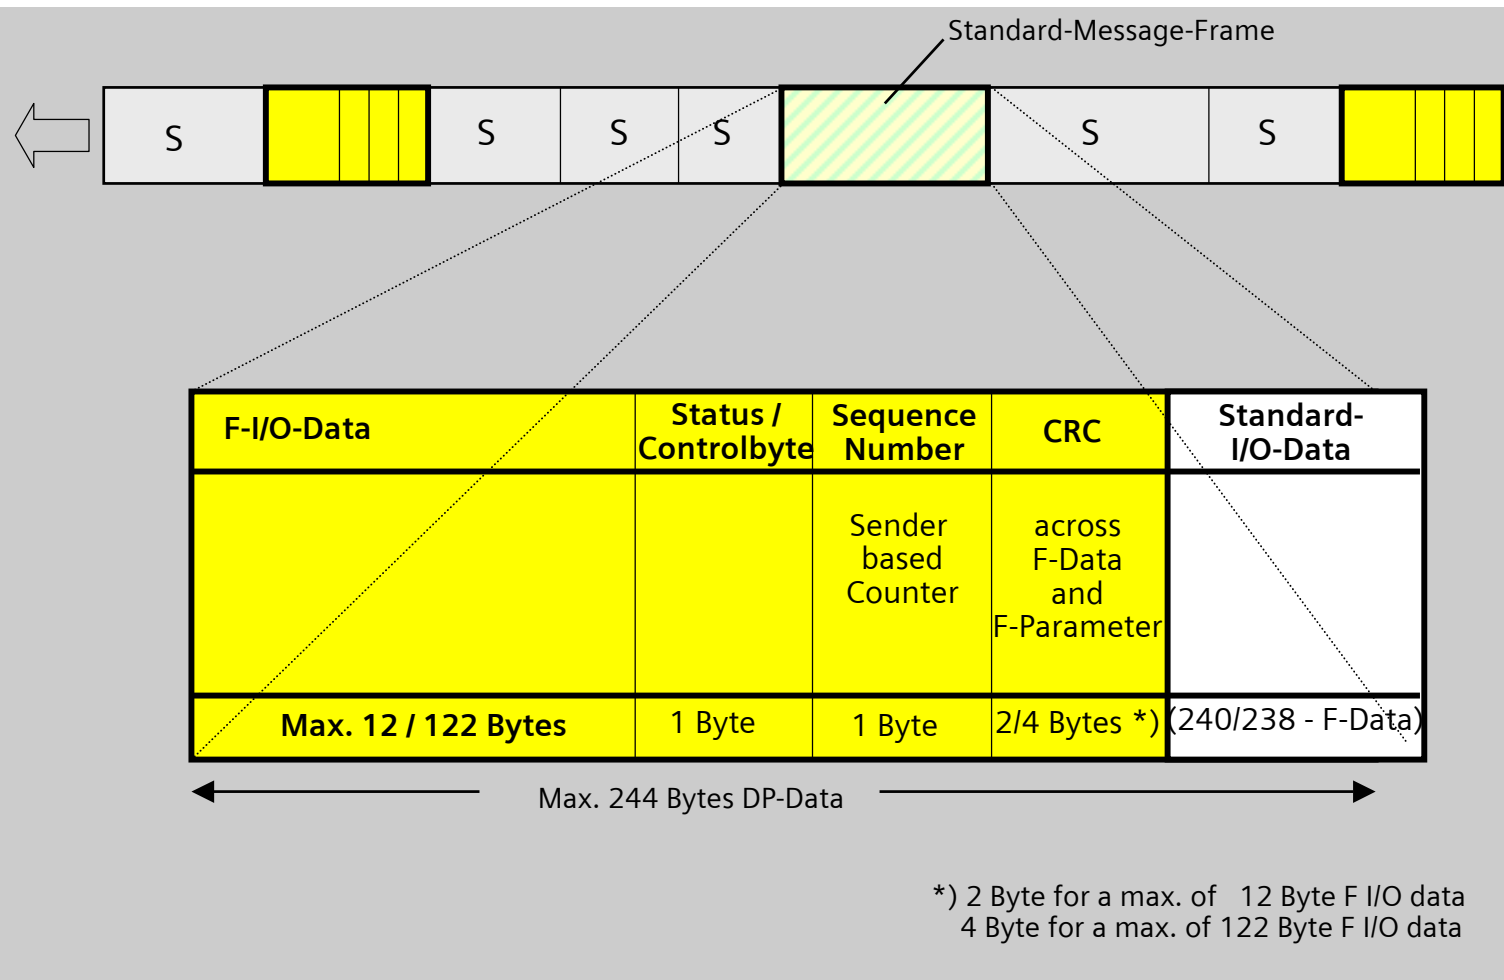 Standard-Message-Frame
S
S
S
S
S
S
F-I/O-Data
Status /
Controlbyte
Sequence
Number
CRC
Standard-
I/O-Data
Sender
based
Counter
across
F-Data
and
F-Parameter
Max. 12 / 122 Bytes
1 Byte
1 Byte
2/4 Bytes *)
(240/238 - F-Data)
Max. 244 Bytes DP-Data
*) 2 Byte for a max. of 12 Byte F I/O data
4 Byte for a max. of 122 Byte F I/O data